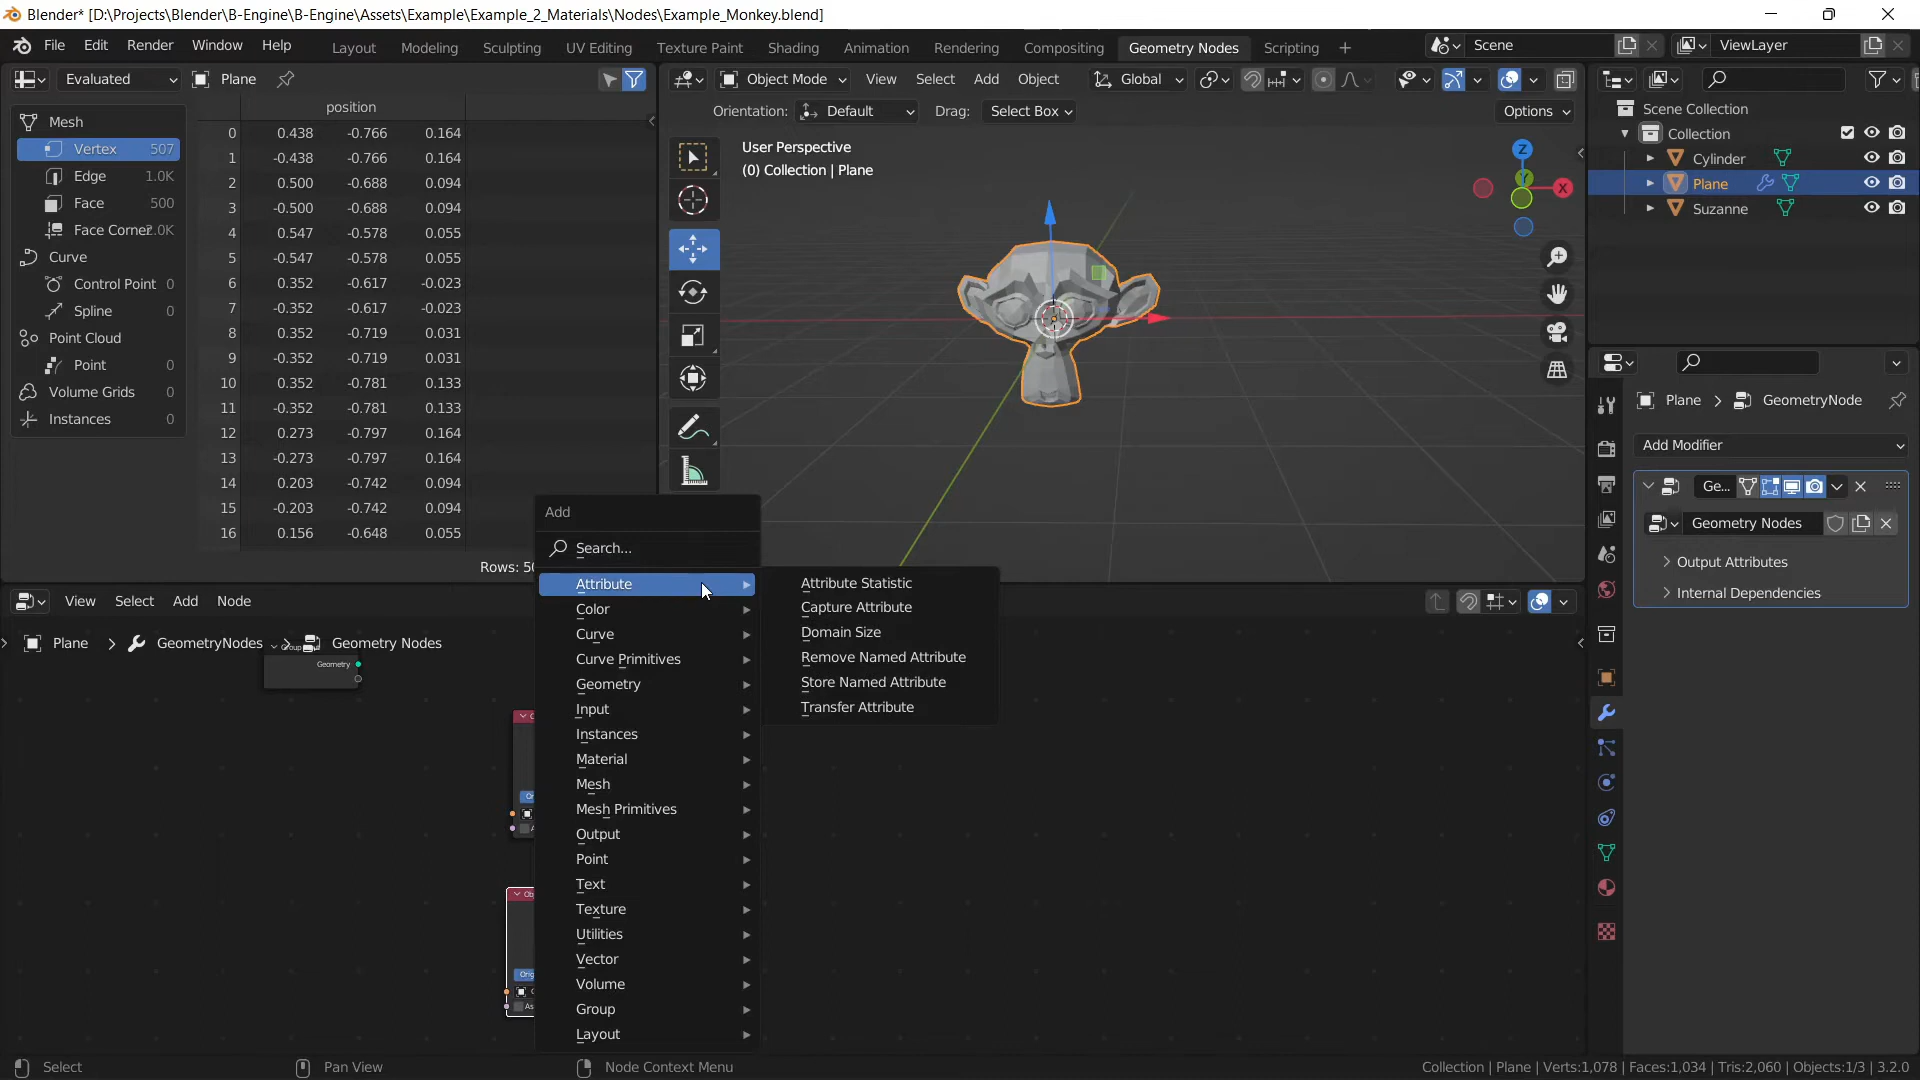 Blender* [D:\Projects\Blender\B-Engine\B-Engine\Assets\Example\Example_2_Materials\Nodes\Example_Monkey.blend]
File Edit Render Window Help Layout Modeling Sculpting UV Editing Texture Paint Shading Animation Rendering Compositing Geometry Nodes Scripting + Scene ViewLayer
Evaluated Plane
Object Mode View Select Add Object Global
Orientation: Default Drag: Select Box Options
position
Mesh
Vertex 507
Edge 1.0K
Face 500
Face Corner 2.0K
Curve
Control Point 0
Spline 0
Point Cloud
Point 0
Volume Grids 0
Instances 0
0 0.438 -0.766 0.164
1 -0.438 -0.766 0.164
2 0.500 -0.688 0.094
3 -0.500 -0.688 0.094
4 0.547 -0.578 0.055
5 -0.547 -0.578 0.055
6 0.352 -0.617 -0.023
7 -0.352 -0.617 -0.023
8 0.352 -0.719 0.031
9 -0.352 -0.719 0.031
10 0.352 -0.781 0.133
11 -0.352 -0.781 0.133
12 0.273 -0.797 0.164
13 -0.273 -0.797 0.164
14 0.203 -0.742 0.094
15 -0.203 -0.742 0.094
16 0.156 -0.648 0.055
Rows: 50
User Perspective
(0) Collection | Plane
Z
Y
X
Scene Collection
Collection
Cylinder
Plane
Suzanne
Plane > GeometryNode
Add Modifier
Ge...
Geometry Nodes
Output Attributes
Internal Dependencies
View Select Add Node
Plane > GeometryNodes > Geometry Nodes
Geometry
Add
Search...
Attribute
Color
Curve
Curve Primitives
Geometry
Input
Instances
Material
Mesh
Mesh Primitives
Output
Point
Text
Texture
Utilities
Vector
Volume
Group
Layout
Attribute Statistic
Capture Attribute
Domain Size
Remove Named Attribute
Store Named Attribute
Transfer Attribute
Select Pan View Node Context Menu
Collection | Plane | Verts:1,078 | Faces:1,034 | Tris:2,060 | Objects:1/3 | 3.2.0